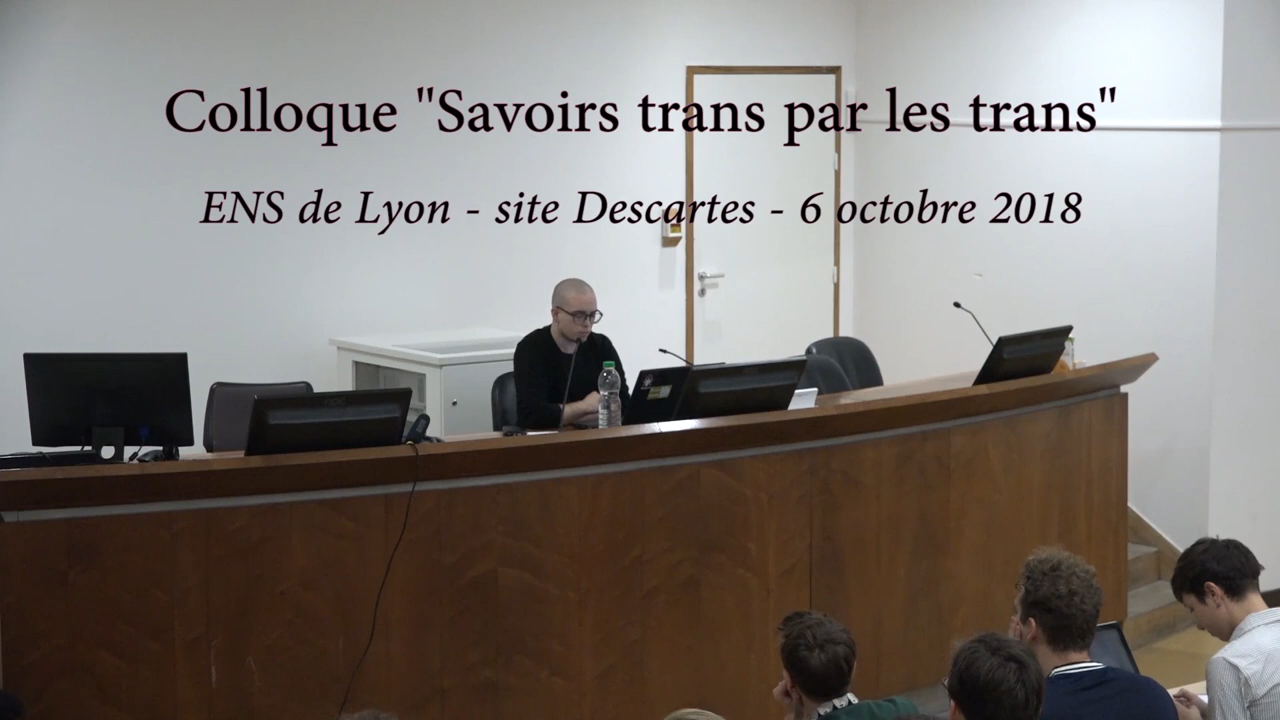 Colloque "Savoirs trans par les trans"
ENS de Lyon - site Descartes - 6 octobre 2018